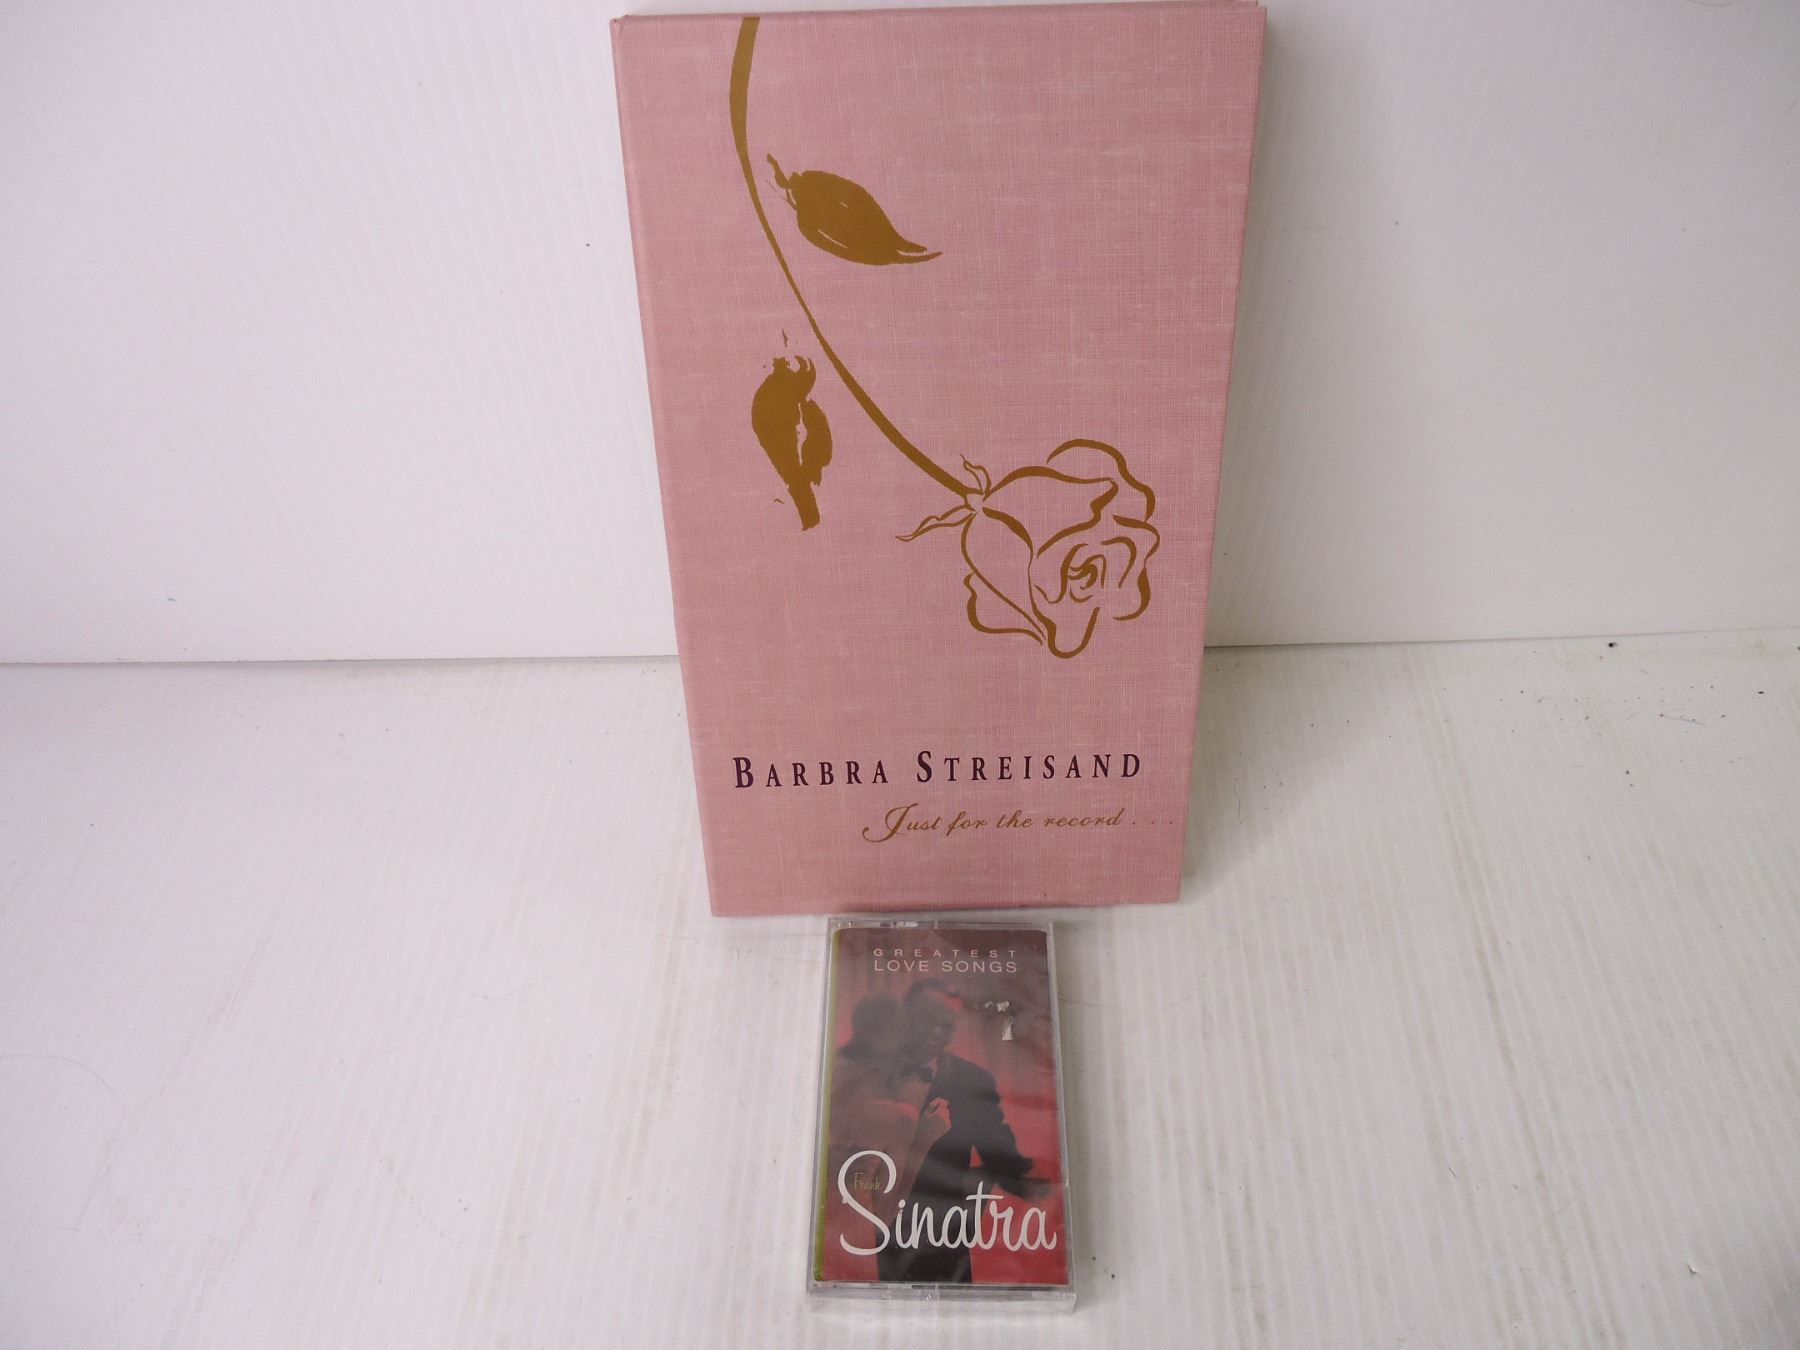 BARBRA STREISAND
Just for the record . . .
GREATEST
LOVE SONGS
Frank
Sinatra